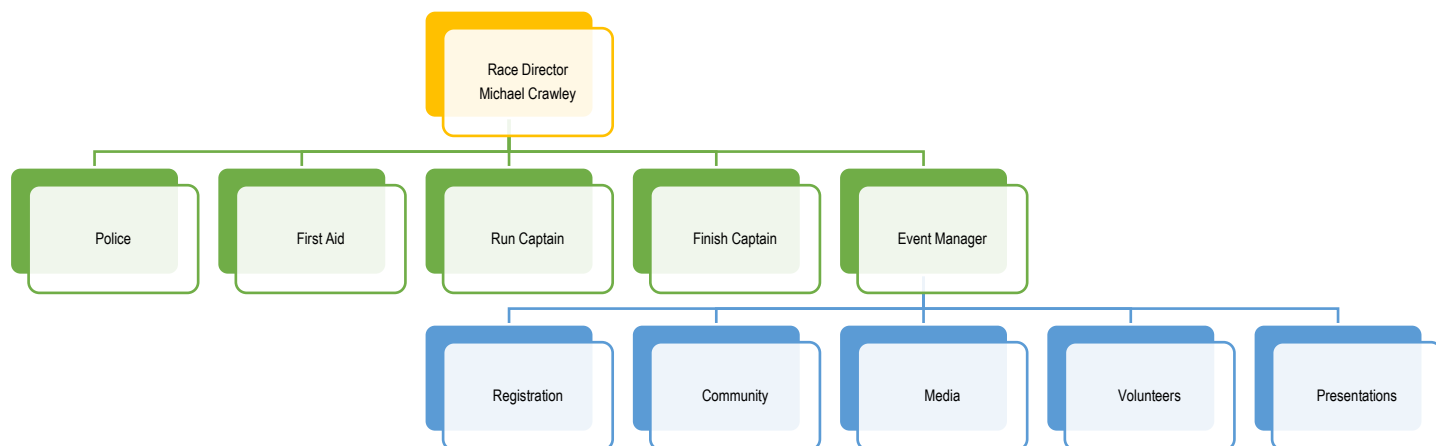 Race Director
Michael Crawley
Police
First Aid
Run Captain
Finish Captain
Event Manager
Registration
Community
Media
Volunteers
Presentations